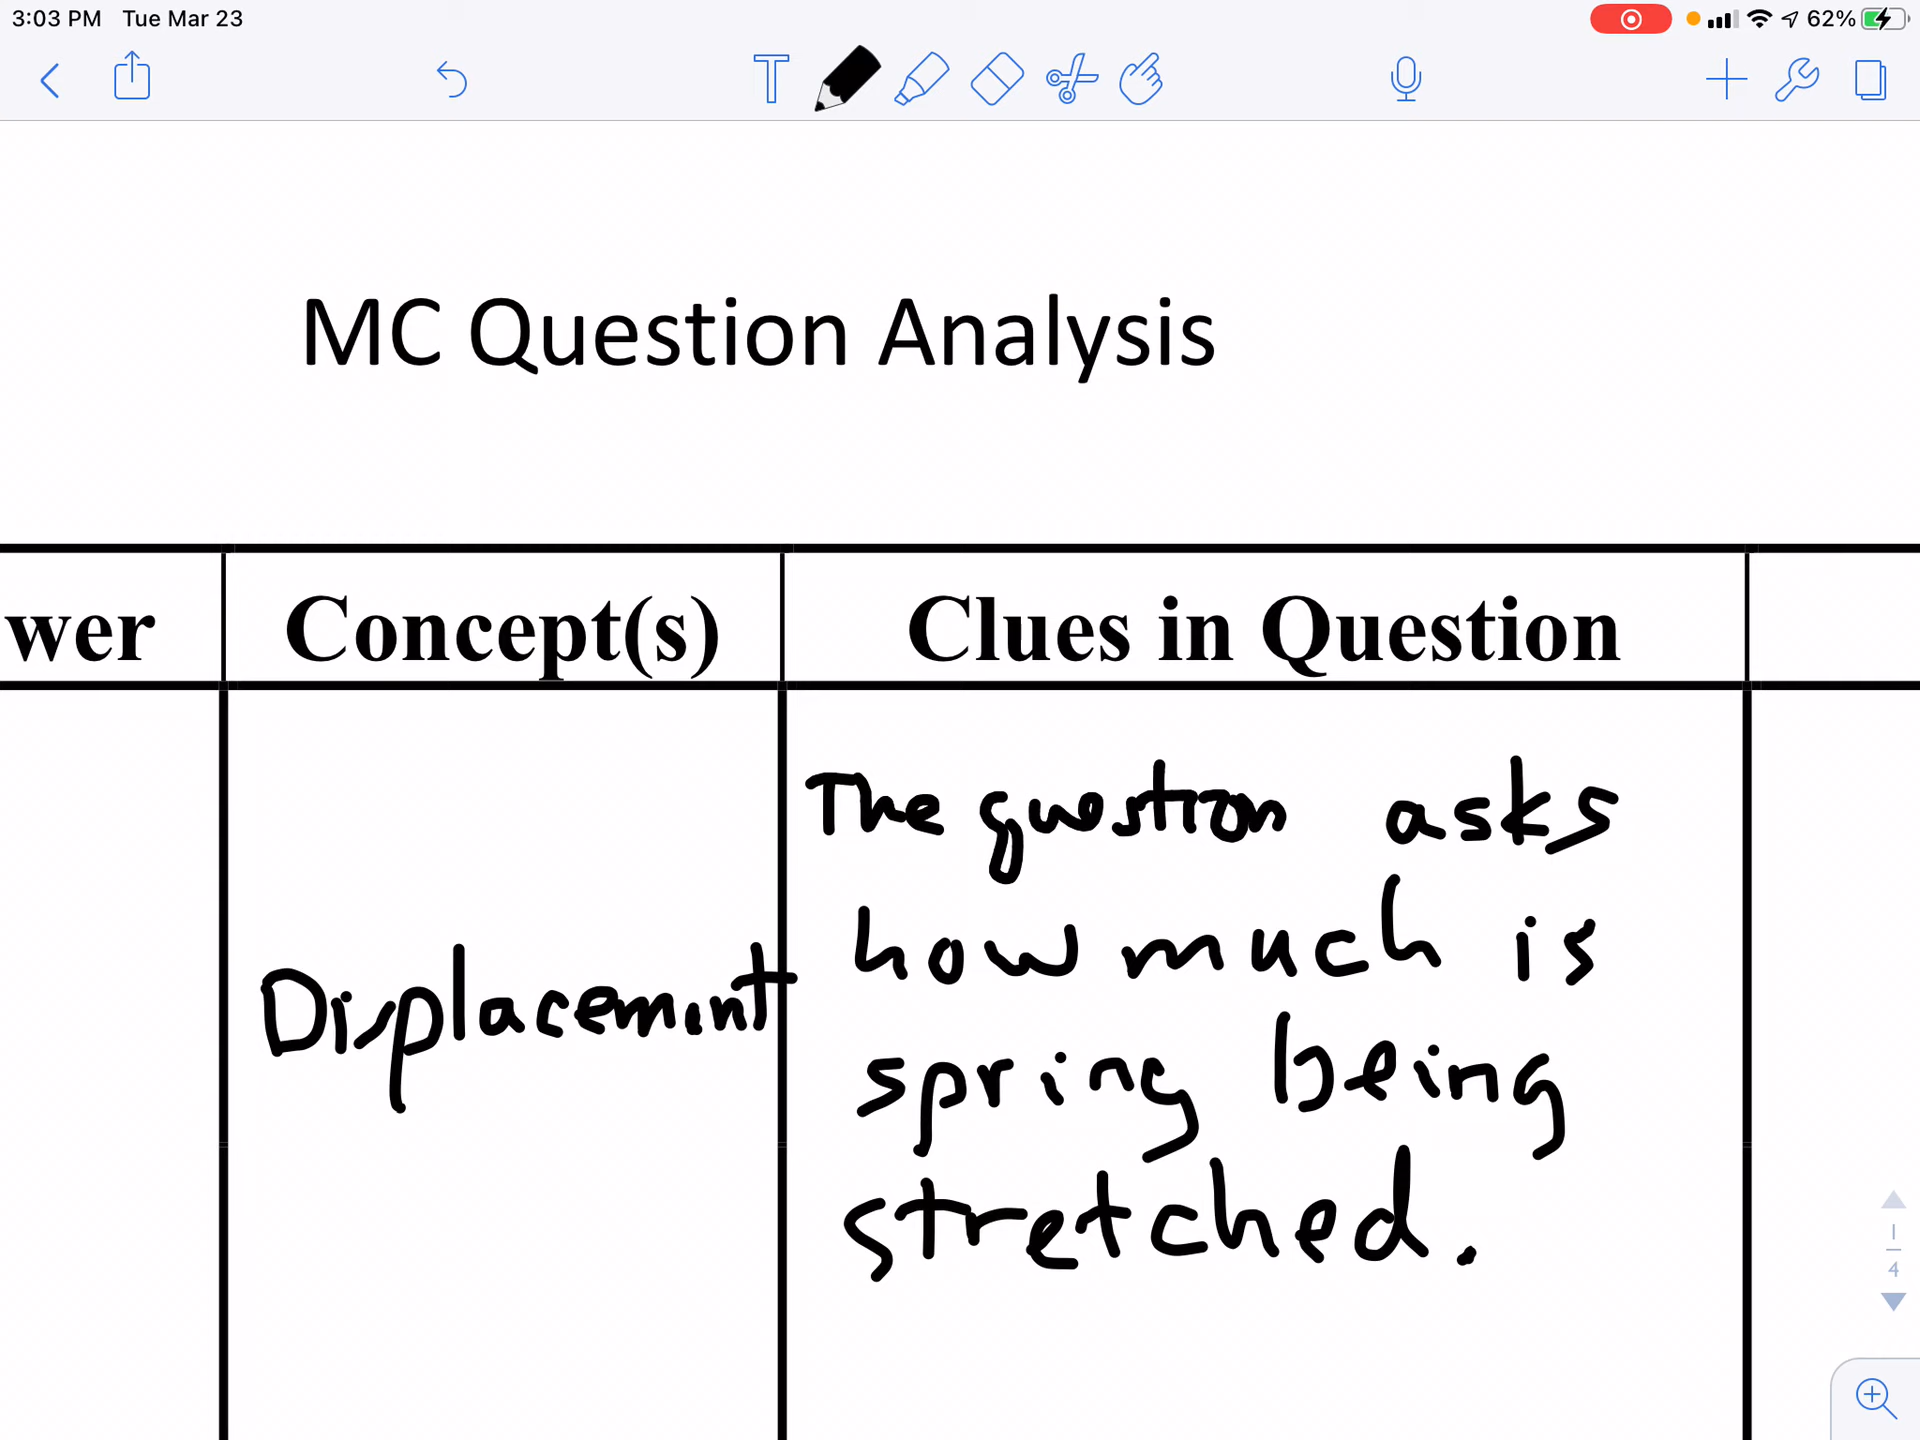 3:03 PM Tue Mar 23
62%
T
MC Question Analysis
wer Concept(s) Clues in Question
The question asks
how much is
Displacement
spring being
stretched.
1
4